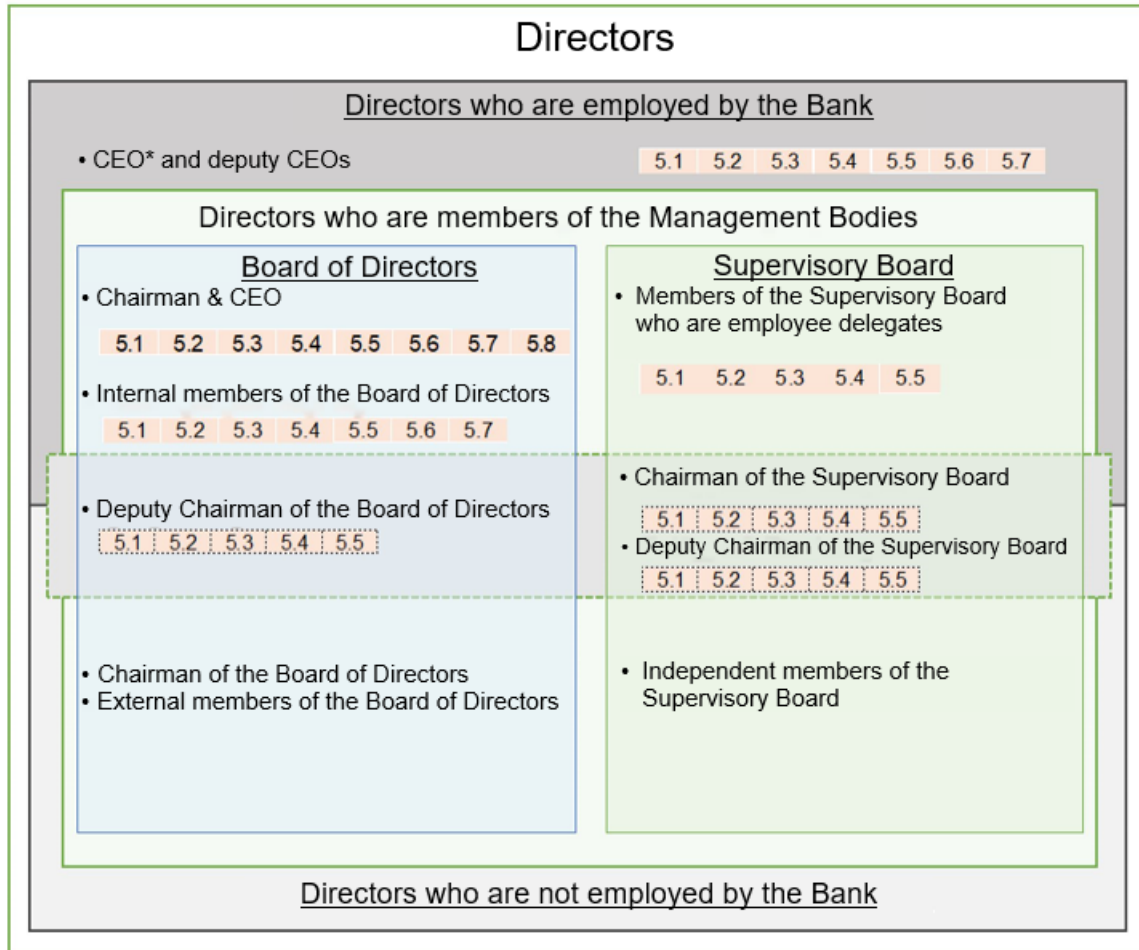 Directors
Directors who are employed by the Bank
• CEO* and deputy CEOs
5.1 5.2 5.3 5.4 5.5 5.6 5.7
Directors who are members of the Management Bodies
Board of Directors
• Chairman & CEO
5.1 5.2 5.3 5.4 5.5 5.6 5.7 5.8
• Internal members of the Board of Directors
5.1 5.2 5.3 5.4 5.5 5.6 5.7
• Deputy Chairman of the Board of Directors
5.1 5.2 5.3 5.4 5.5
• Chairman of the Board of Directors
• External members of the Board of Directors
Supervisory Board
• Members of the Supervisory Board
who are employee delegates
5.1 5.2 5.3 5.4 5.5
• Chairman of the Supervisory Board
5.1 5.2 5.3 5.4 5.5
• Deputy Chairman of the Supervisory Board
5.1 5.2 5.3 5.4 5.5
• Independent members of the
Supervisory Board
Directors who are not employed by the Bank